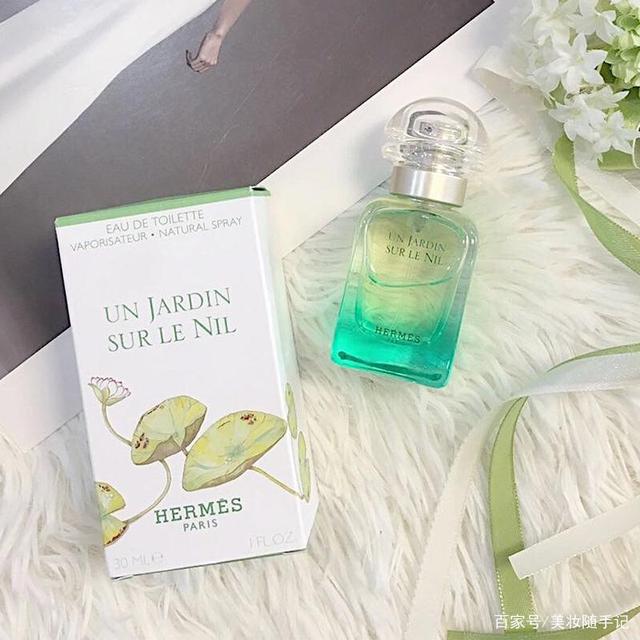 EAU DE TOILETTE
VAPORISATEUR • NATURAL SPRAY
UN JARDIN
SUR LE NIL
HERMÈS
PARIS
30 ML ℮
1 FL.OZ.
UN JARDIN
SUR LE NIL
HERMÈS
百家号/美妆随手记